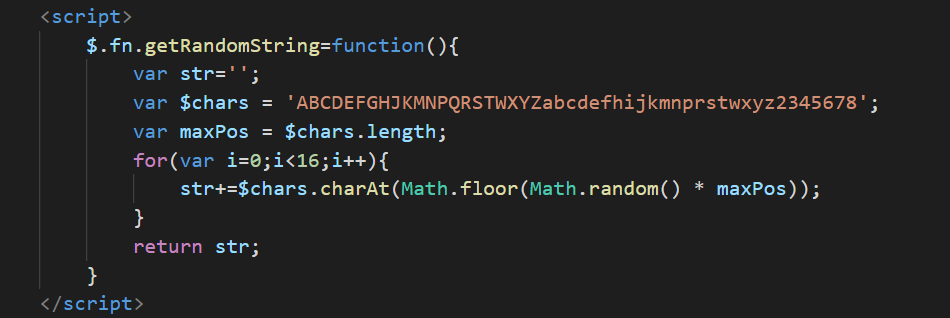 <script>
$.fn.getRandomString=function(){
var str='';
var $chars = 'ABCDEFGHJKMNPQRSTWXYZabcdefhijkmnprstwxyz2345678';
var maxPos = $chars.length;
for(var i=0;i<16;i++){
str+=$chars.charAt(Math.floor(Math.random() * maxPos));
}
return str;
}
</script>